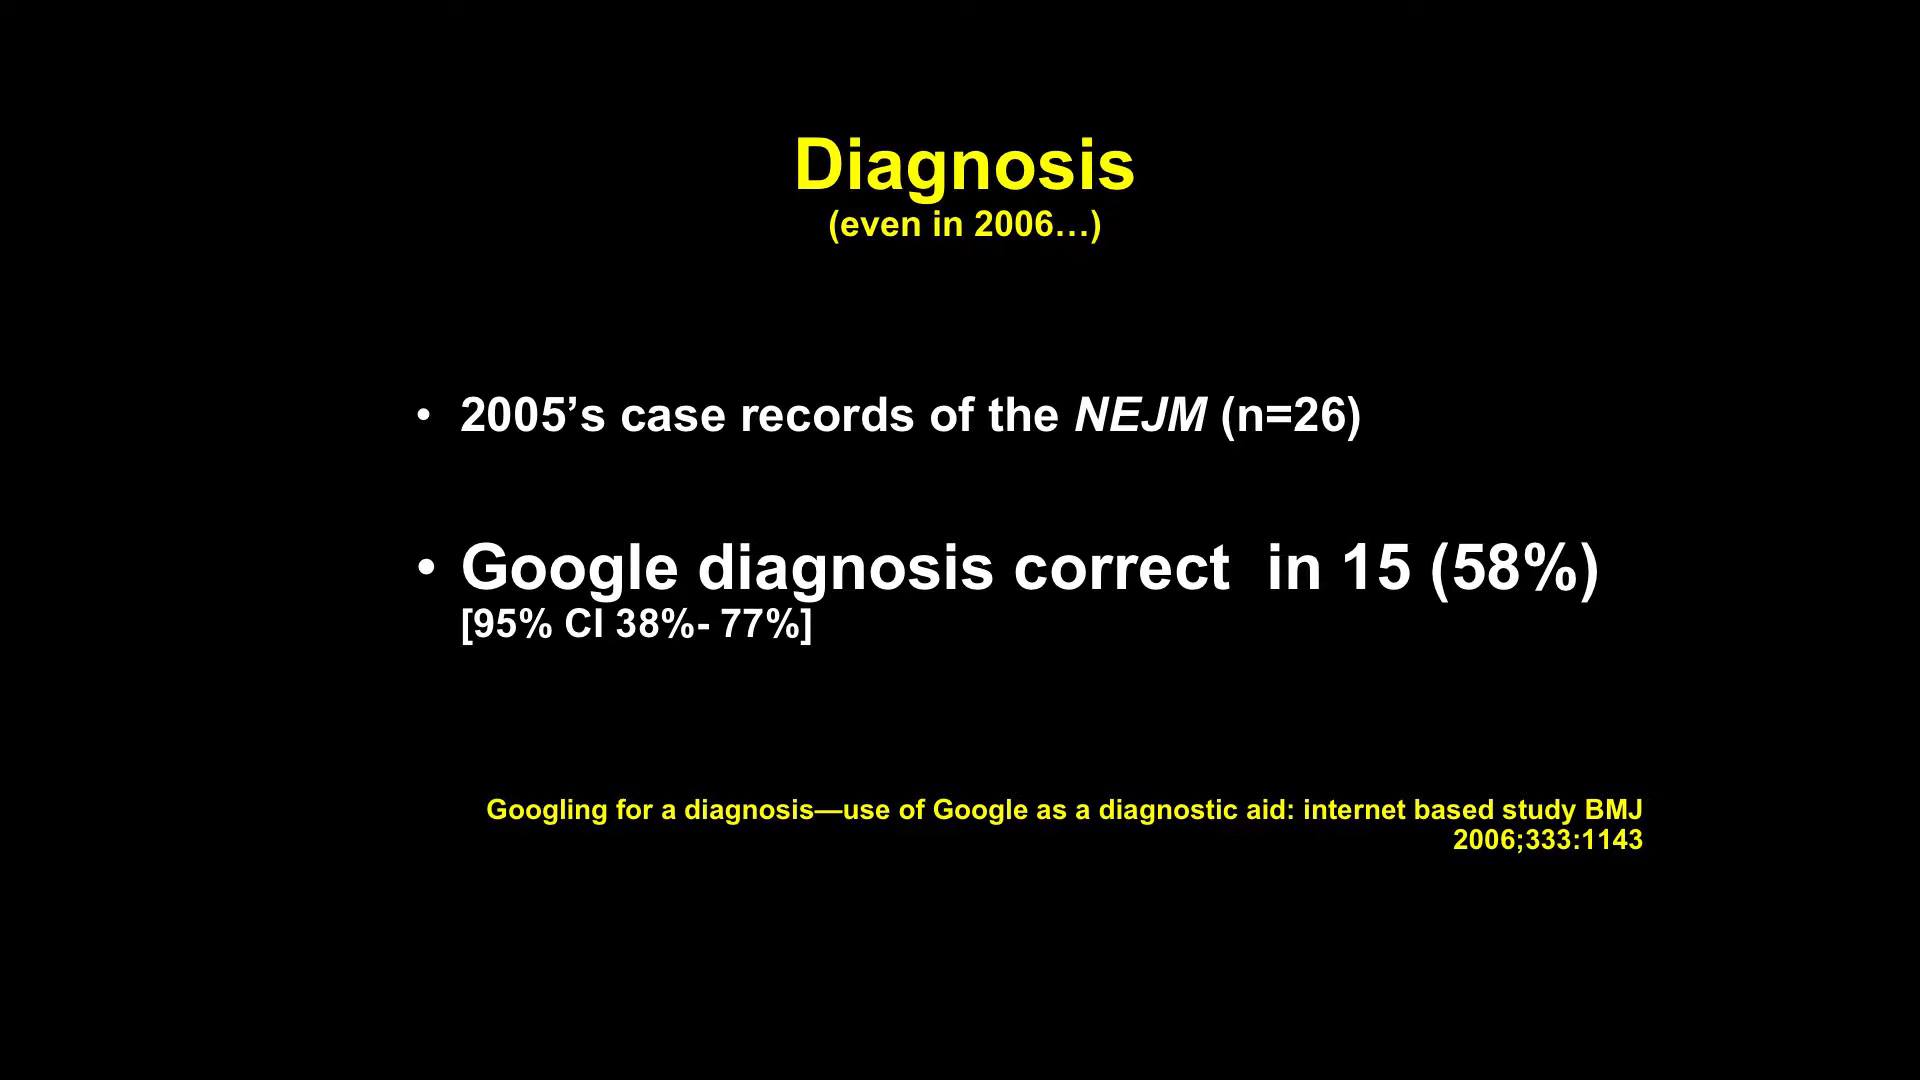 Diagnosis
(even in 2006…)
• 2005’s case records of the NEJM (n=26)
• Google diagnosis correct  in 15 (58%)
[95% CI 38%- 77%]
Googling for a diagnosis—use of Google as a diagnostic aid: internet based study BMJ
2006;333:1143